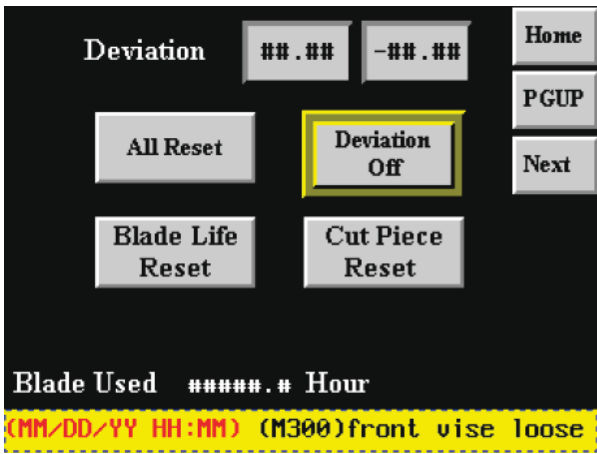 Deviation ##.## -##.## Home
PGUP
All Reset Deviation Off Next
Blade Life Reset Cut Piece Reset
Blade Used #####.# Hour
(MM/DD/YY HH:MM) (M300)front vise loose